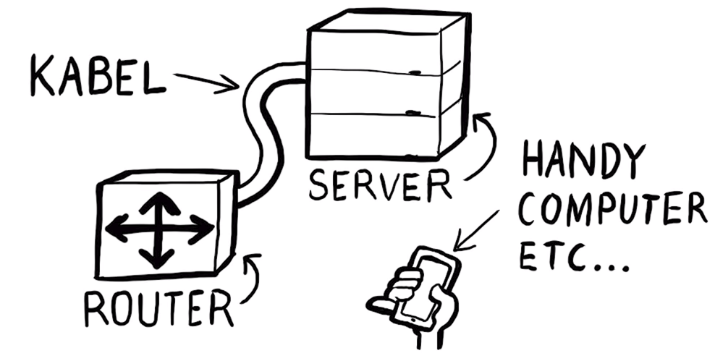 KABEL
SERVER
HANDY
COMPUTER
ETC...
ROUTER